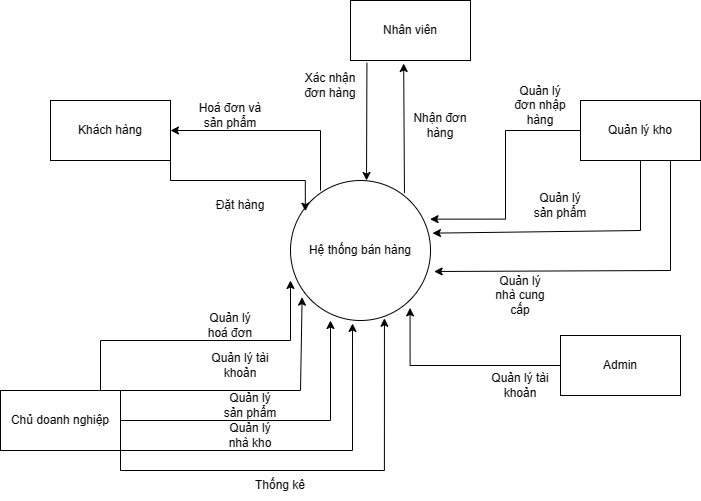 Nhân viên
Xác nhận
đơn hàng
Nhận đơn
hàng
Quản lý
đơn nhập
hàng
Hoá đơn và
sản phẩm
Khách hàng
Quản lý kho
Đặt hàng
Quản lý
sản phẩm
Hệ thống bán hàng
Quản lý
nhà cung
cấp
Quản lý
hoá đơn
Quản lý tài
khoản
Admin
Quản lý tài
khoản
Chủ doanh nghiệp
Quản lý
sản phẩm
Quản lý
nhà kho
Thống kê